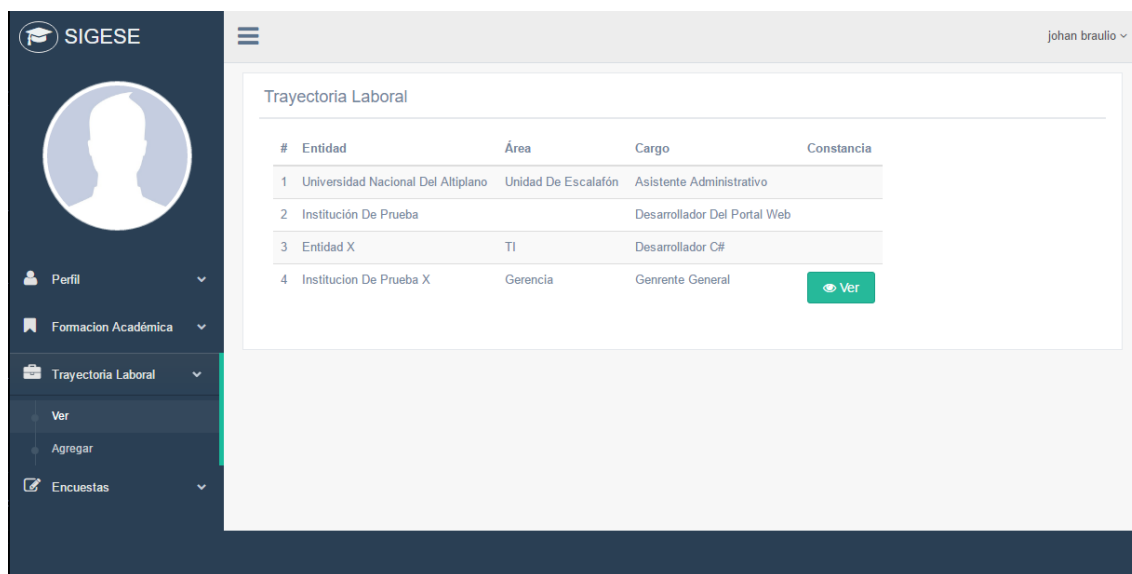 SIGESE
johan braulio
Trayectoria Laboral
# Entidad Área Cargo Constancia
1 Universidad Nacional Del Altiplano Unidad De Escalafón Asistente Administrativo
2 Institución De Prueba Desarrollador Del Portal Web
3 Entidad X TI Desarrollador C#
4 Institucion De Prueba X Gerencia Genrente General Ver
Perfil
Formacion Académica
Trayectoria Laboral
Ver
Agregar
Encuestas